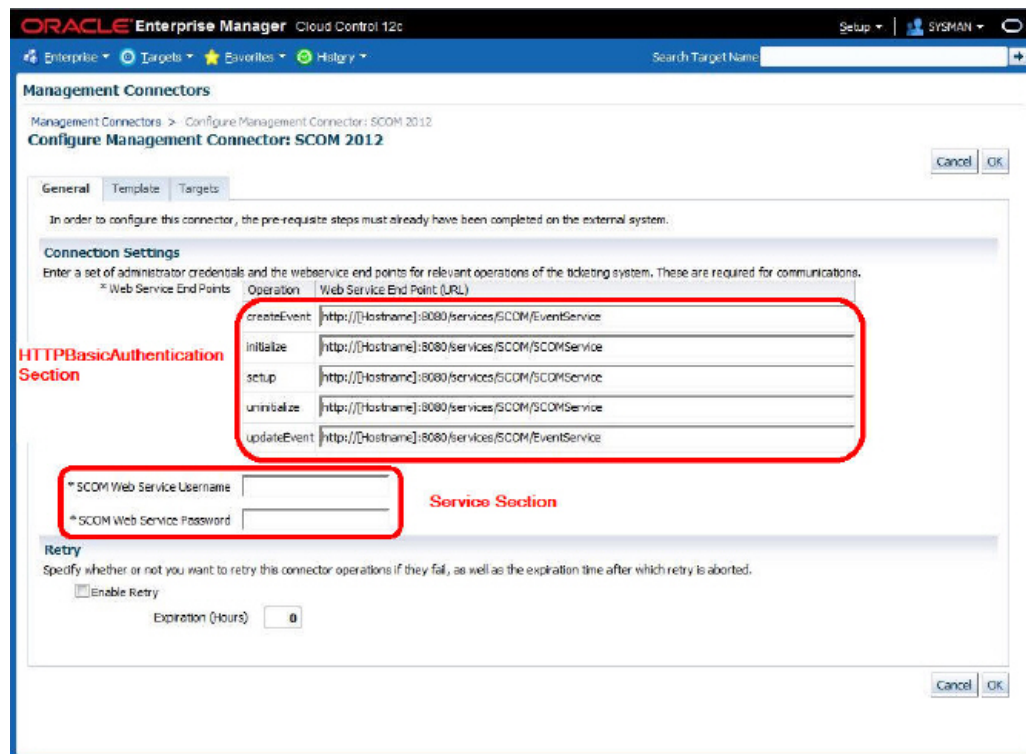 ORACLE Enterprise Manager Cloud Control 12c
Setup SYSMAN
Enterprise Targets Favorites History Search Target Name
Management Connectors
Management Connectors > Configure Management Connector: SCOM 2012
Configure Management Connector: SCOM 2012
Cancel OK
General Template Targets
In order to configure this connector, the pre-requisite steps must already have been completed on the external system.
Connection Settings
Enter a set of administrator credentials and the webservice end points for relevant operations of the ticketing system. These are required for communications.
* Web Service End Points Operation Web Service End Point (URL)
createEvent http://[Hostname]:8080/services/SCOM/EventService
initialize http://[Hostname]:8080/services/SCOM/SCOMService
HTTPBasicAuthentication
Section
setup http://[Hostname]:8080/services/SCOM/SCOMService
uninitialize http://[Hostname]:8080/services/SCOM/SCOMService
updateEvent http://[Hostname]:8080/services/SCOM/EventService
* SCOM Web Service Username
Service Section
* SCOM Web Service Password
Retry
Specify whether or not you want to retry this connector operations if they fail, as well as the expiration time after which retry is aborted.
Enable Retry
Expiration (Hours) 0
Cancel OK